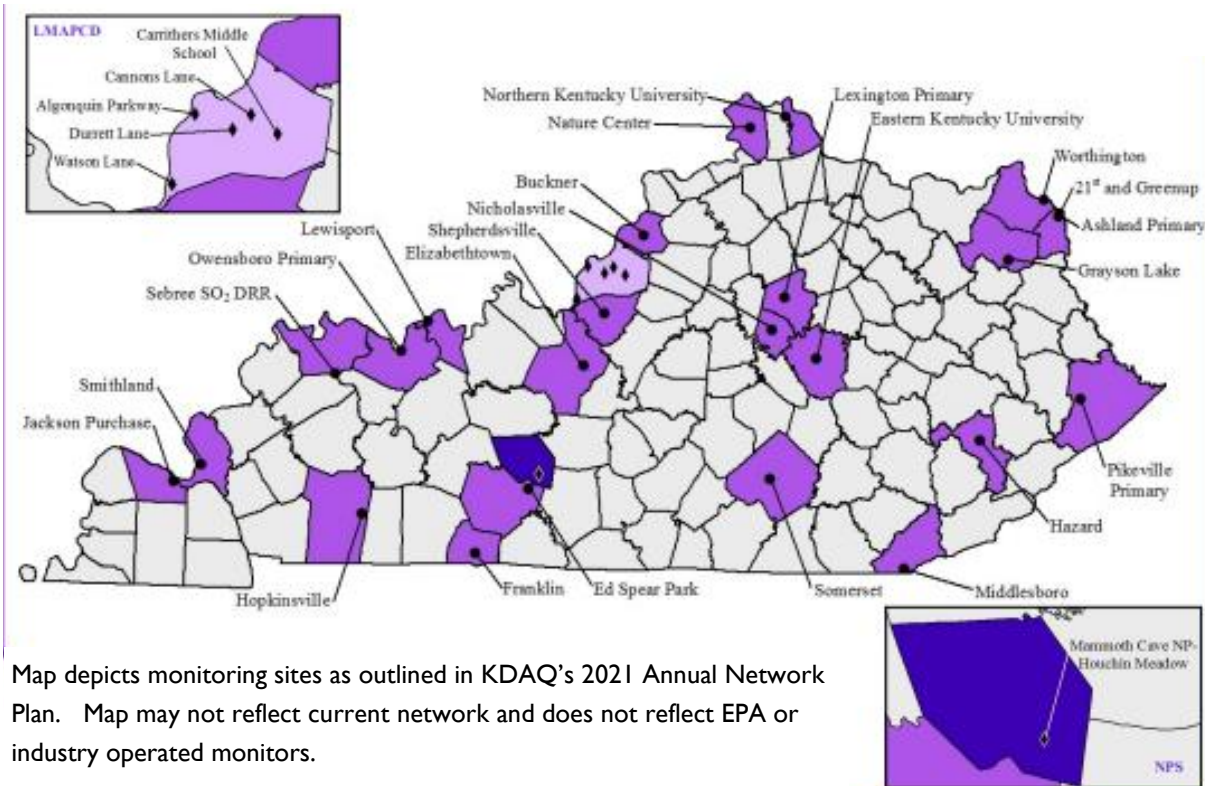 LMAPCD
Carrithers Middle
School
Cannons Lane
Algonquin Parkway
Durrett Lane
Watson Lane
Northern Kentucky University
Nature Center
Lexington Primary
Eastern Kentucky University
Worthington
21st and Greenup
Ashland Primary
Grayson Lake
Buckner
Nicholasville
Shepherdsville
Elizabethtown
Lewisport
Owensboro Primary
Sebree SO₂ DRR
Smithland
Jackson Purchase
Pikeville
Primary
Hazard
Hopkinsville
Franklin
Ed Spear Park
Somerset
Middlesboro
Mammoth Cave NP-
Houchin Meadow
NPS
Map depicts monitoring sites as outlined in KDAQ's 2021 Annual Network
Plan. Map may not reflect current network and does not reflect EPA or
industry operated monitors.